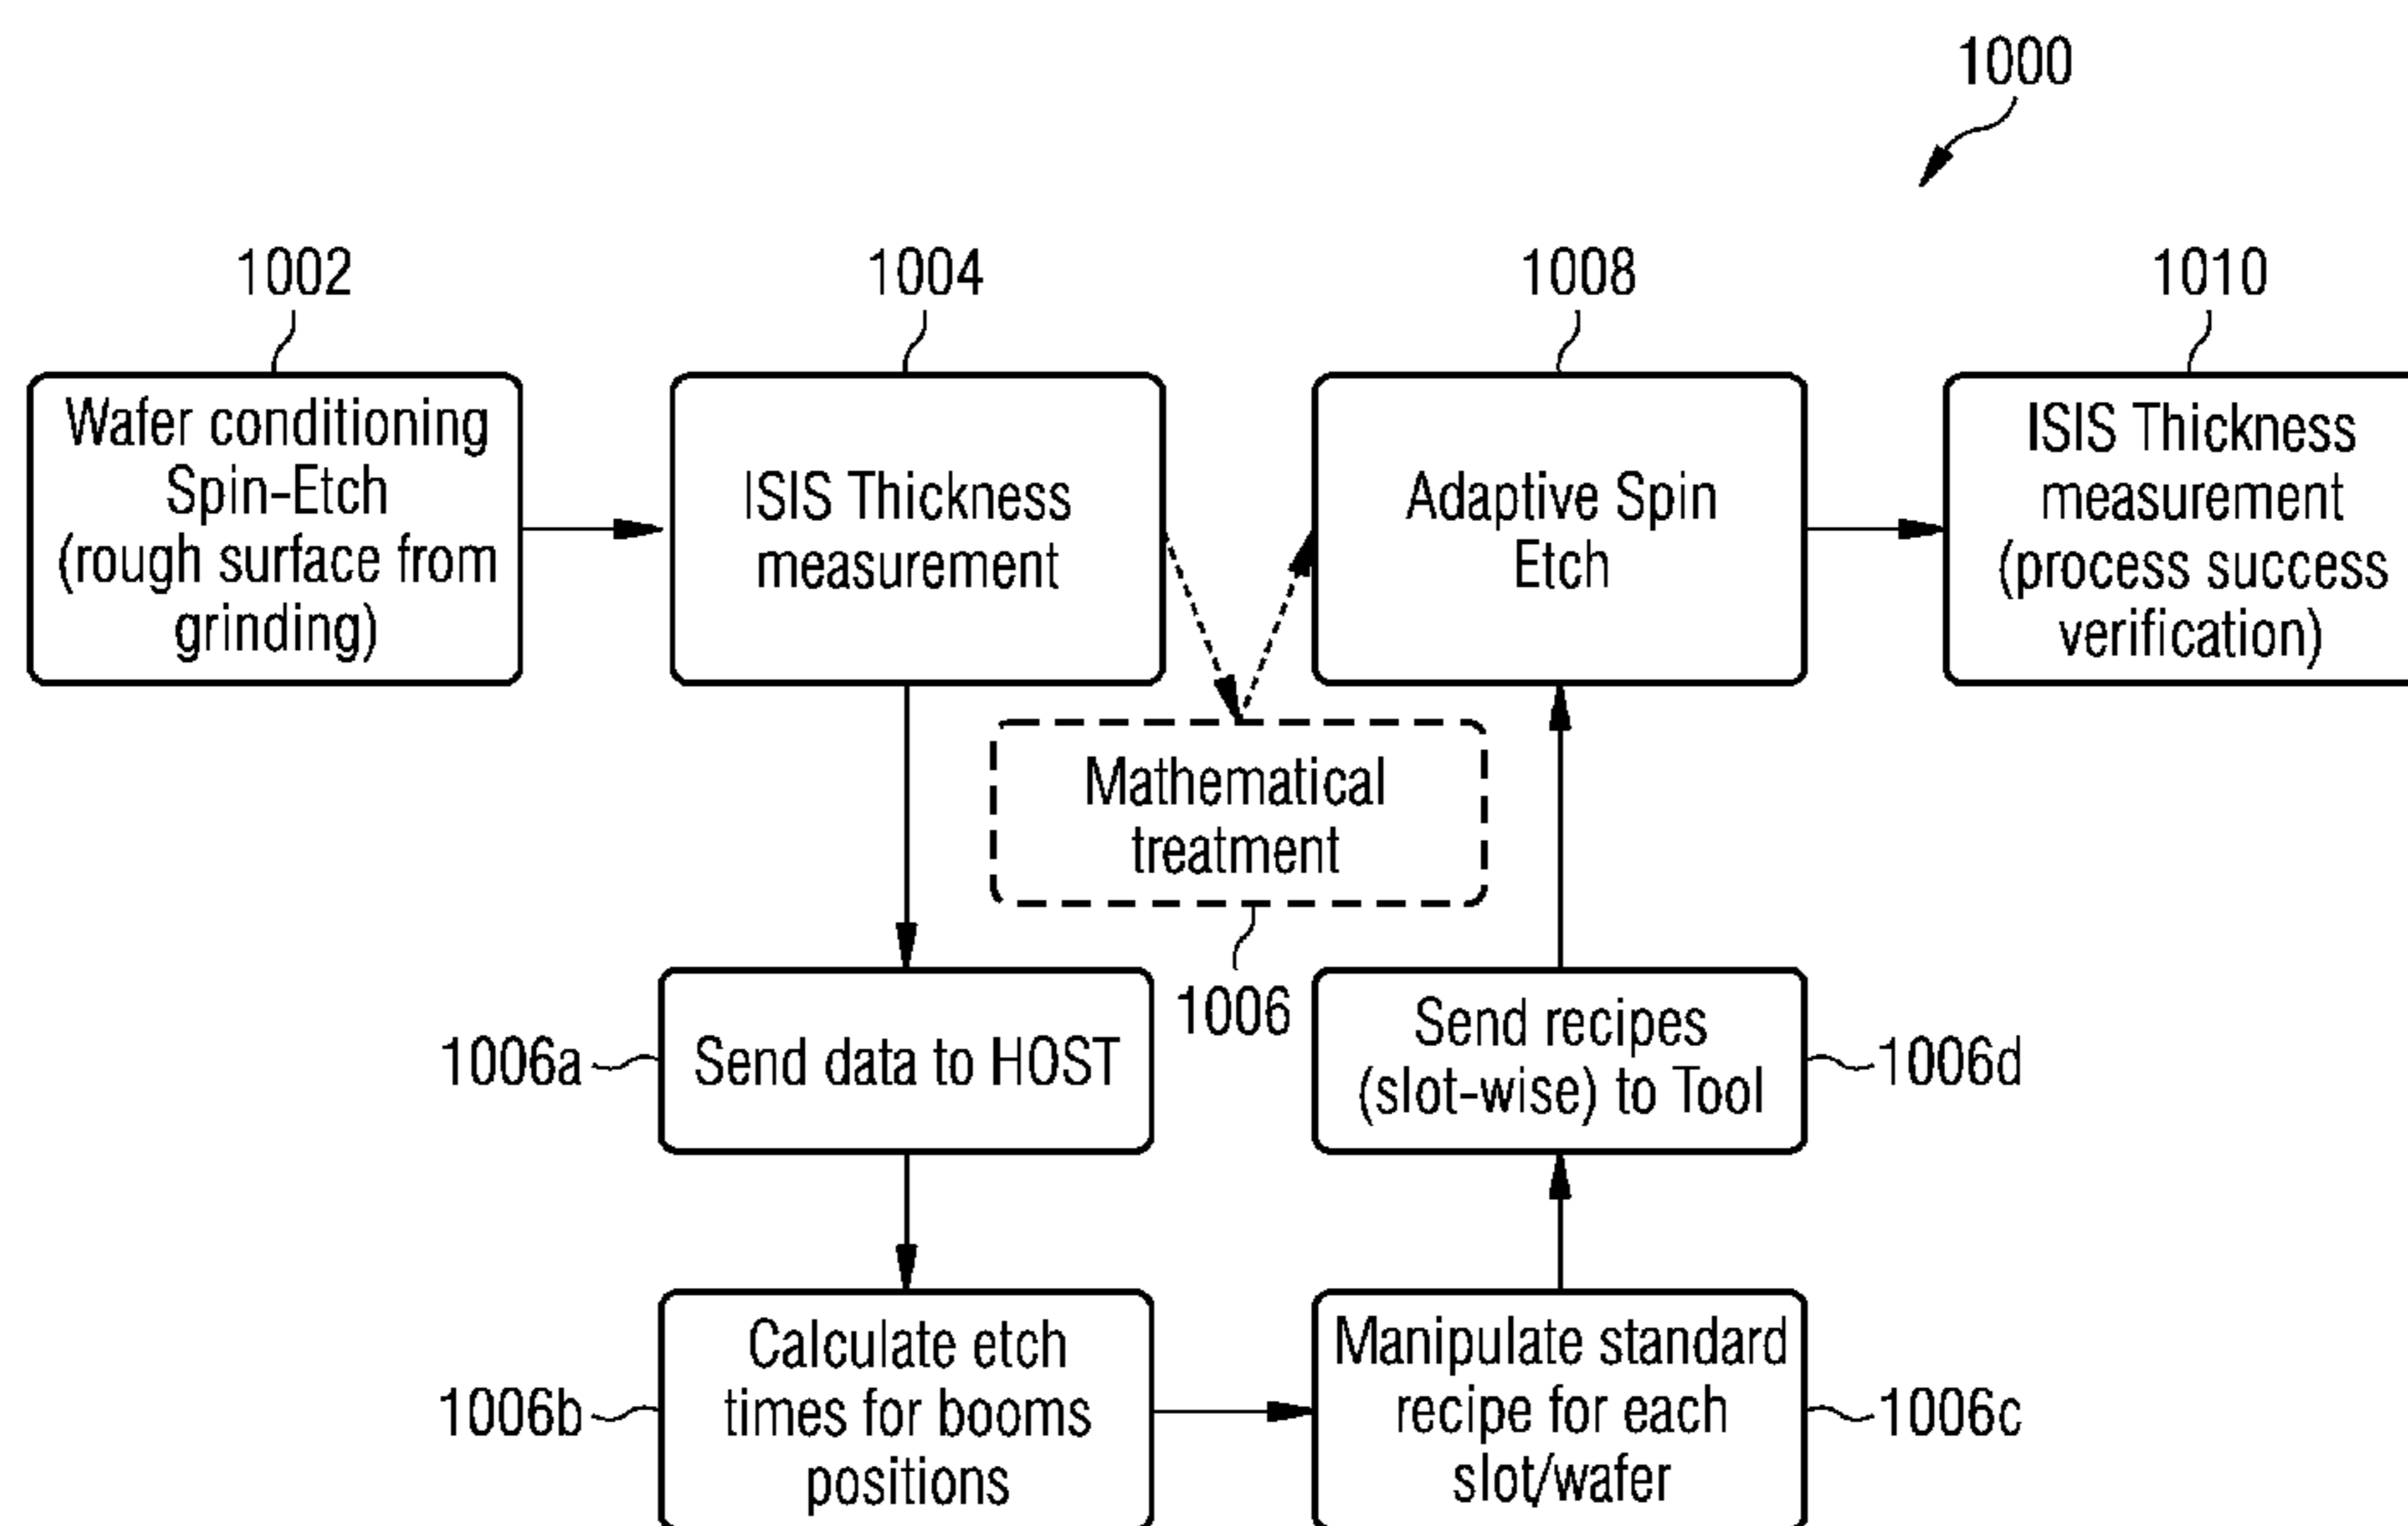 1000
1002
1004
1008
1010
Wafer conditioning
Spin-Etch
(rough surface from
grinding)
ISIS Thickness
measurement
Adaptive Spin
Etch
ISIS Thickness
measurement
(process success
verification)
Mathematical
treatment
1006
1006a
Send data to HOST
Send recipes
(slot-wise) to Tool
1006d
1006b
Calculate etch
times for booms
positions
Manipulate standard
recipe for each
slot/wafer
1006c